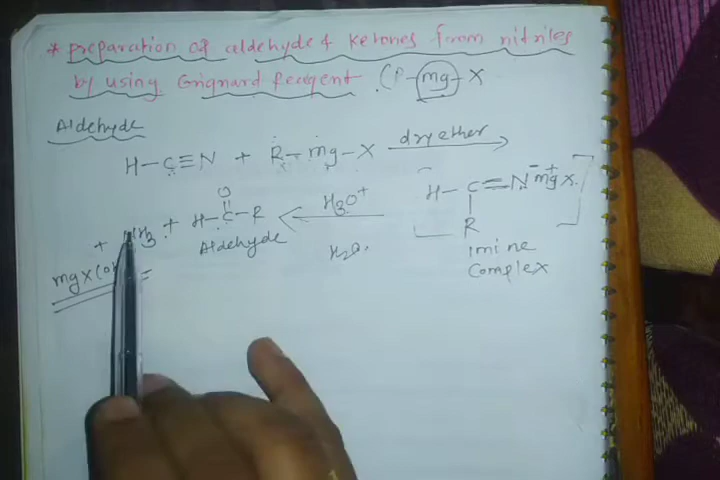 * preparation of aldehyde & ketones from nitriles
by using Grignard Reagent (R-mg-X
Aldehyde
H-C≡N + R-mg-X dry ether
H-C=N⁻ mg⁺X.
R
imine
complex
H₃O⁺
H₂O.
O
H-C-R
Aldehyde
+ NH₃ +
mgX(OH